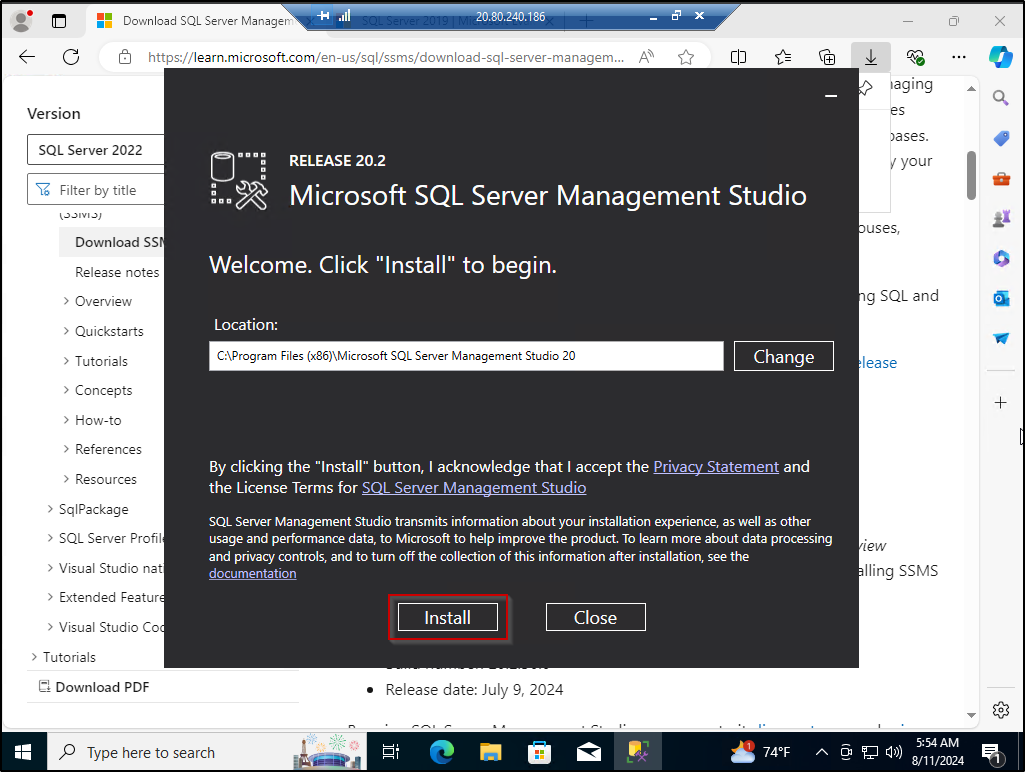 20.80.240.186
Download SQL Server Managem
SQL Server 2019 | Microsoft
https://learn.microsoft.com/en-us/sql/ssms/download-sql-server-managem...
Version
SQL Server 2022
Filter by title
(SSMS)
Download SSM
Release notes
Overview
Quickstarts
Tutorials
Concepts
How-to
References
Resources
SqlPackage
SQL Server Profile
Visual Studio nati
Extended Feature
Visual Studio Coc
Tutorials
Download PDF
RELEASE 20.2
Microsoft SQL Server Management Studio
Welcome. Click "Install" to begin.
Location:
C:\Program Files (x86)\Microsoft SQL Server Management Studio 20
Change
By clicking the "Install" button, I acknowledge that I accept the Privacy Statement and
the License Terms for SQL Server Management Studio
SQL Server Management Studio transmits information about your installation experience, as well as other
usage and performance data, to Microsoft to help improve the product. To learn more about data processing
and privacy controls, and to turn off the collection of this information after installation, see the
documentation
Install
Close
naging
es
bases.
y your
ouses,
ng SQL and
elease
view
alling SSMS
Release date: July 9, 2024
Type here to search
74°F
5:54 AM
8/11/2024
1